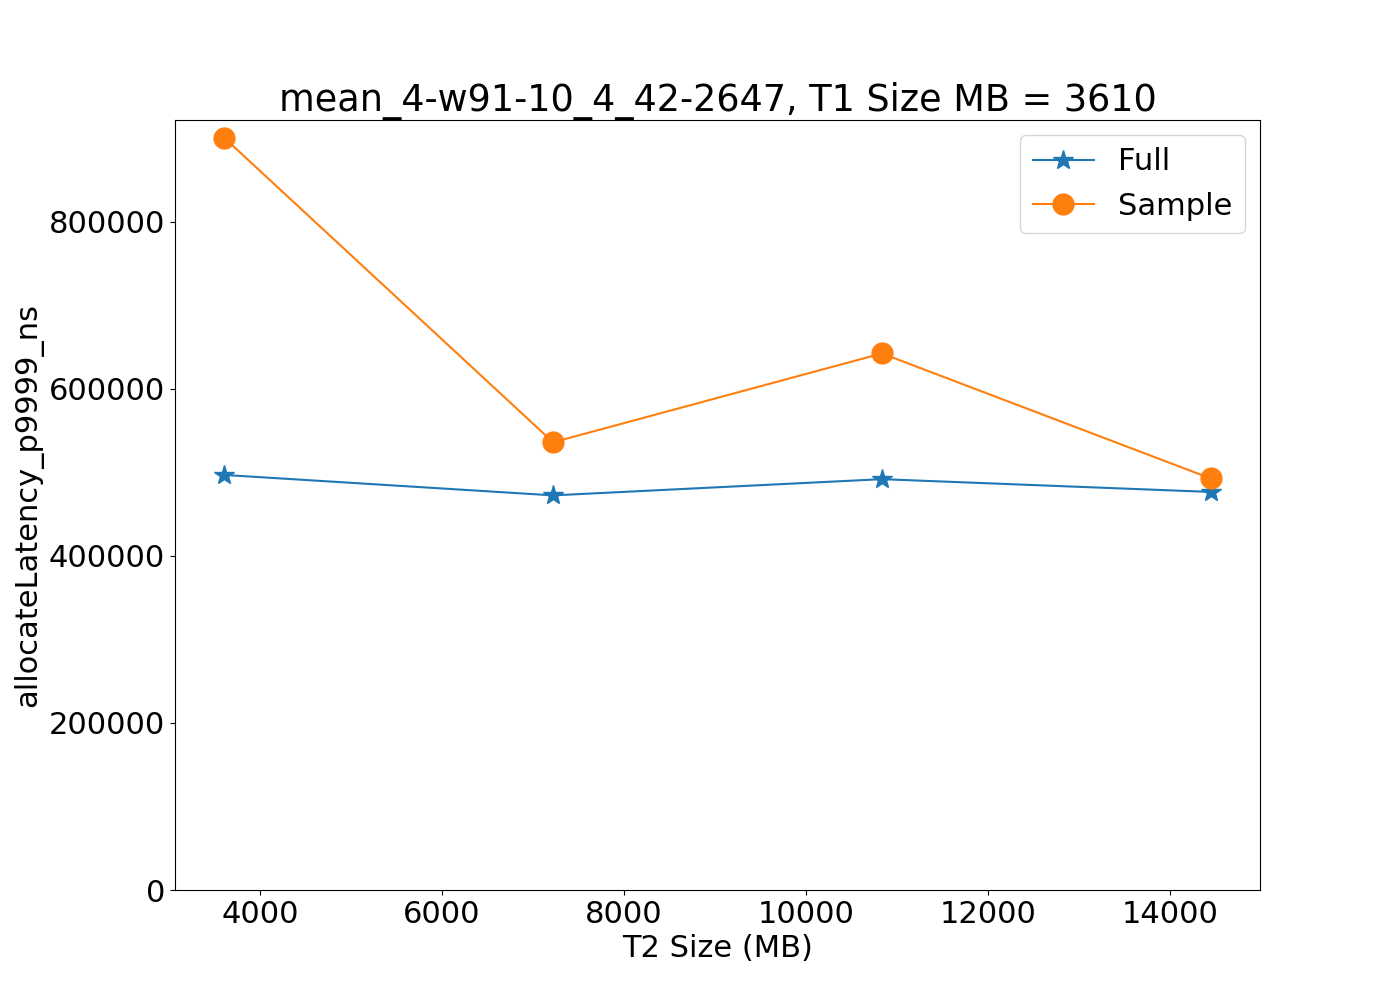 mean_4-w91-10_4_42-2647, T1 Size MB = 3610
Full
Sample
allocateLatency_p9999_ns
800000
600000
400000
200000
0
4000 6000 8000 10000 12000 14000
T2 Size (MB)